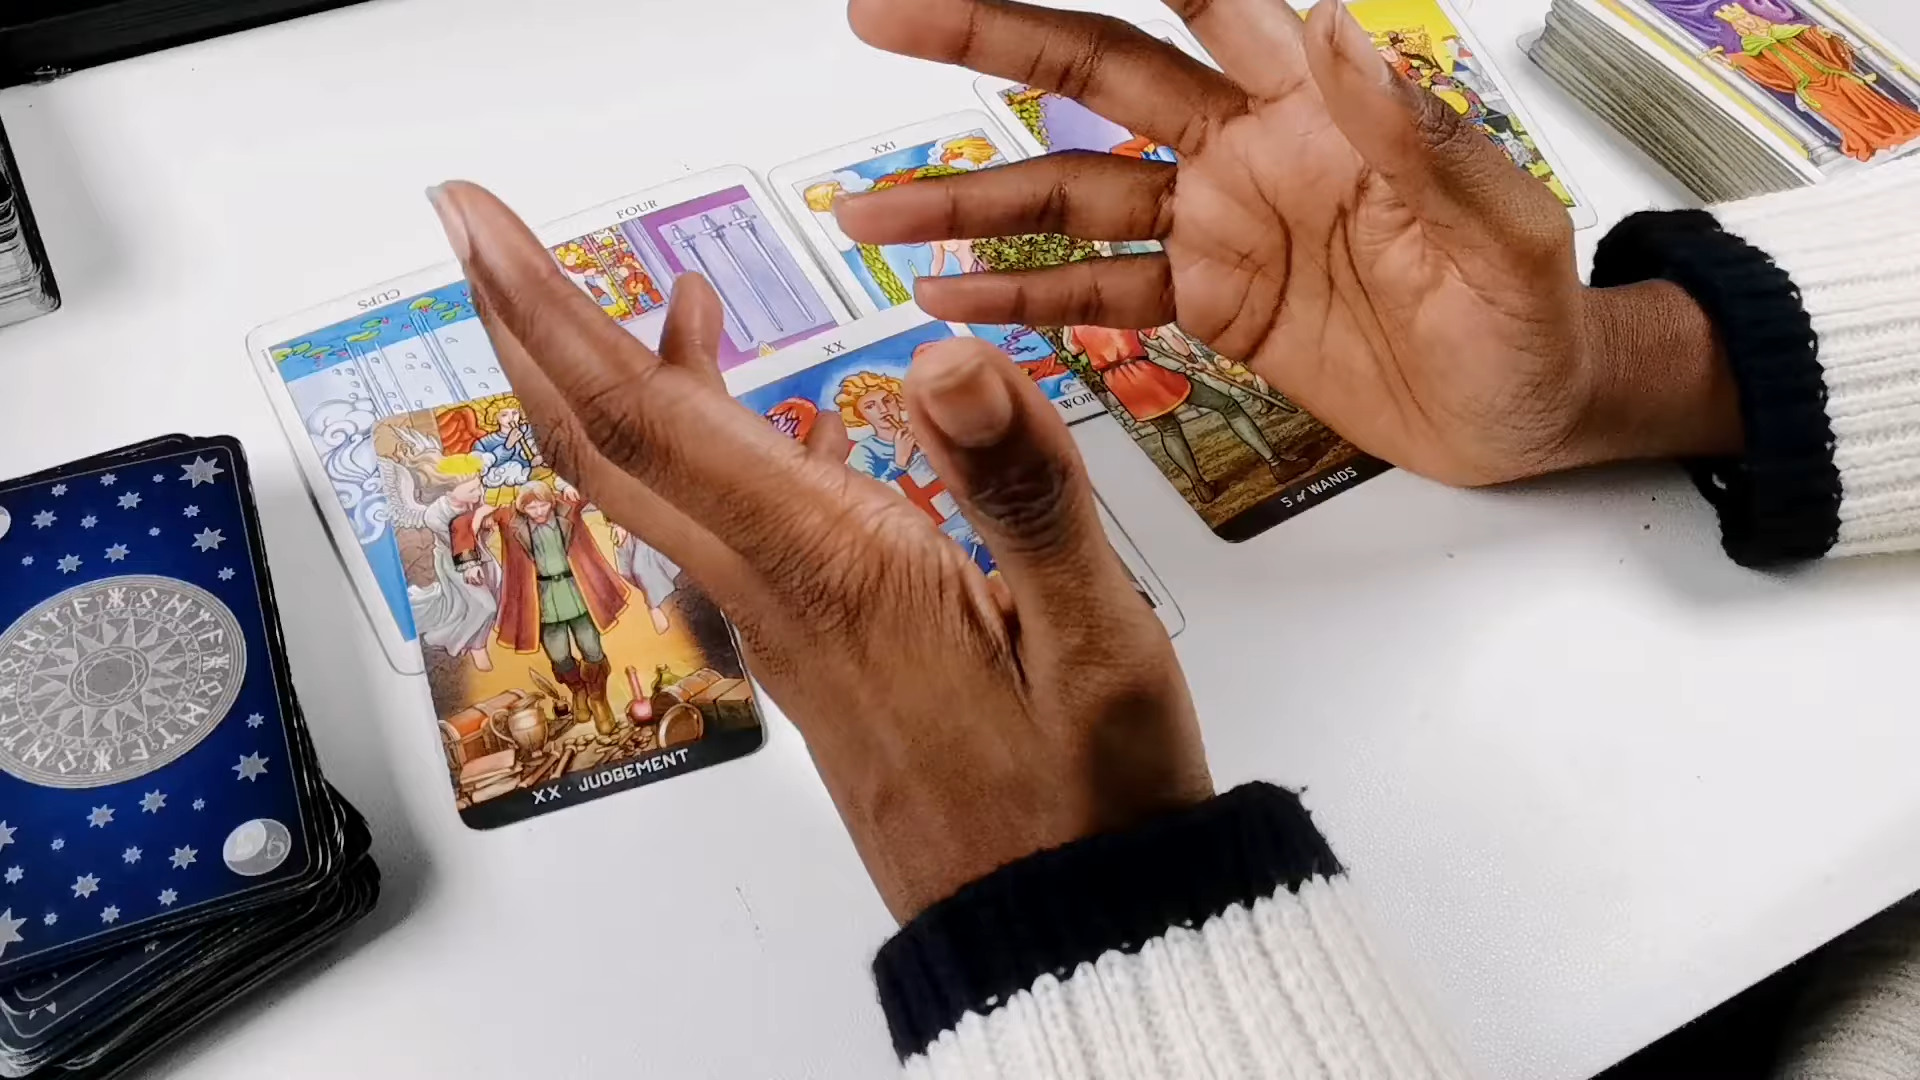 FOUR
XXI
CUPS
XX
WOR
5 of WANDS
XX · JUDGEMENT